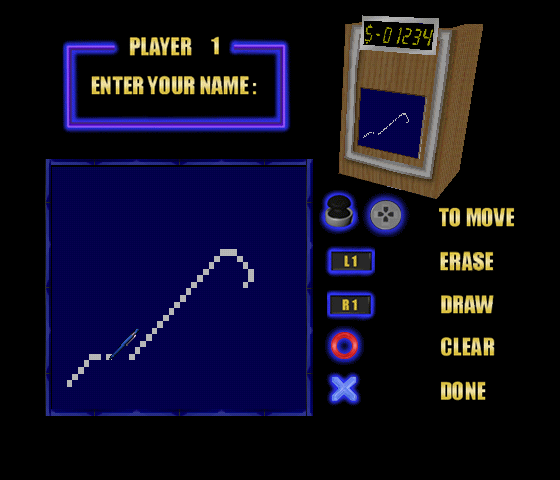 PLAYER 1
ENTER YOUR NAME:
$-01234
TO MOVE
L1 ERASE
R1 DRAW
CLEAR
DONE